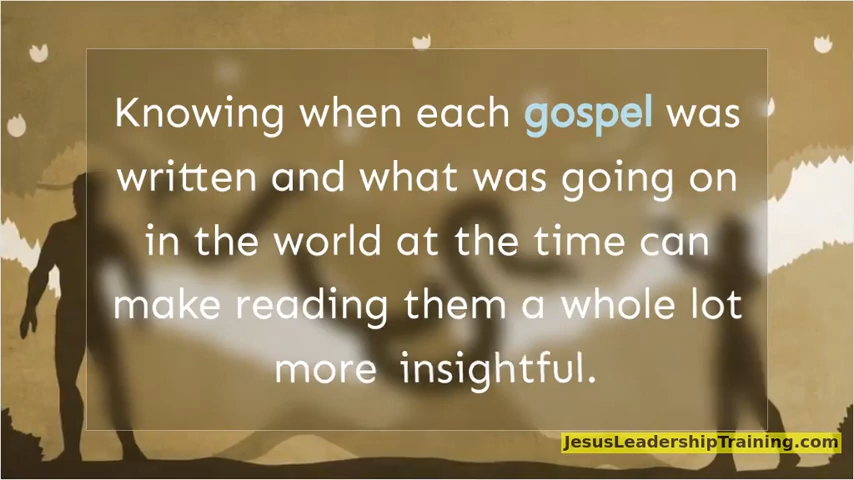 Knowing when each gospel was
written and what was going on
in the world at the time can
make reading them a whole lot
more insightful.
JesusLeadershipTraining.com